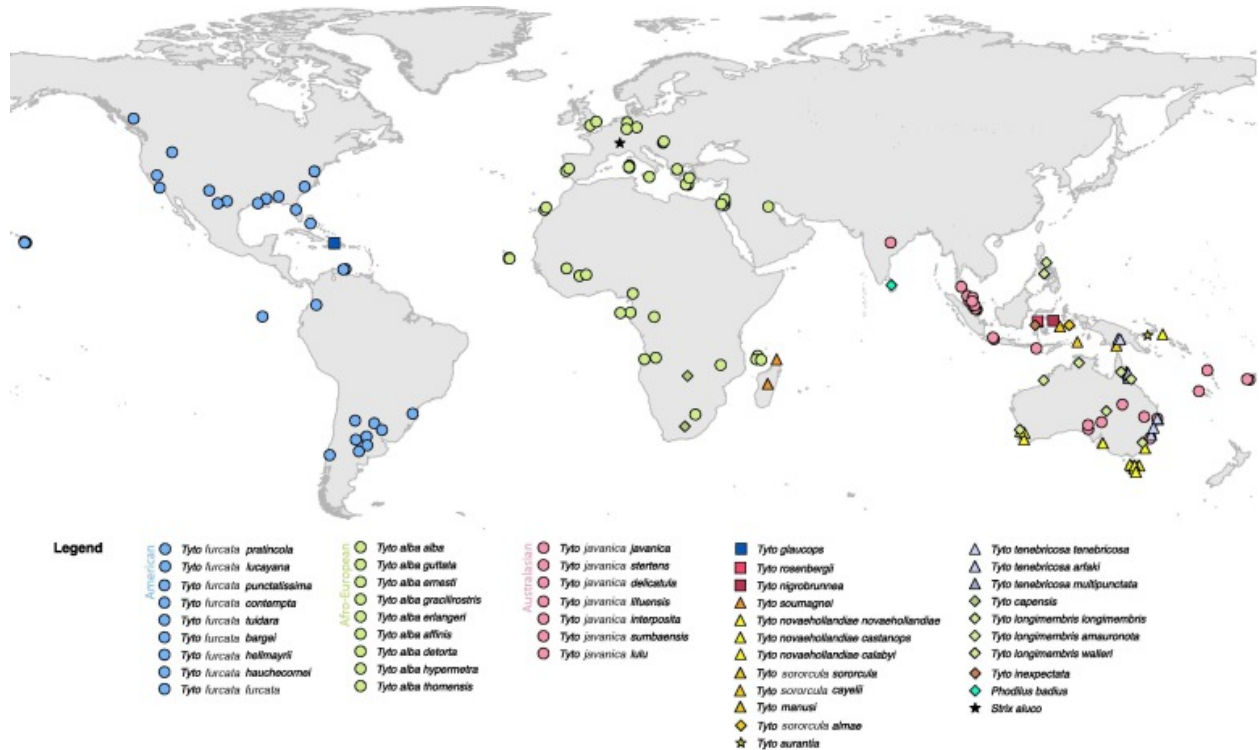 Legend
American
Tyto furcata pratincola
Tyto furcata lucayana
Tyto furcata punctatissima
Tyto furcata contempta
Tyto furcata tuidara
Tyto furcata bargei
Tyto furcata hellmayrii
Tyto furcata hauchecornei
Tyto furcata furcata
Afro-European
Tyto alba alba
Tyto alba guttata
Tyto alba ernesti
Tyto alba gracilirostris
Tyto alba erlangeri
Tyto alba affinis
Tyto alba detorta
Tyto alba hypermetra
Tyto alba thomensis
Australasian
Tyto javanica javanica
Tyto javanica stertens
Tyto javanica delicatula
Tyto javanica lifuensis
Tyto javanica interposita
Tyto javanica sumbaensis
Tyto javanica lulu
Tyto glaucops
Tyto rosenbergii
Tyto nigrobrunnea
Tyto soumagnei
Tyto novaehollandiae novaehollandiae
Tyto novaehollandiae castanops
Tyto novaehollandiae calabyi
Tyto sororcula sororcula
Tyto sororcula cayelii
Tyto manusi
Tyto sororcula almae
Tyto aurantia
Tyto tenebricosa tenebricosa
Tyto tenebricosa arfaki
Tyto tenebricosa multipunctata
Tyto capensis
Tyto longimembris longimembris
Tyto longimembris amauronota
Tyto longimembris walleri
Tyto inexpectata
Phodilus badius
Strix aluco